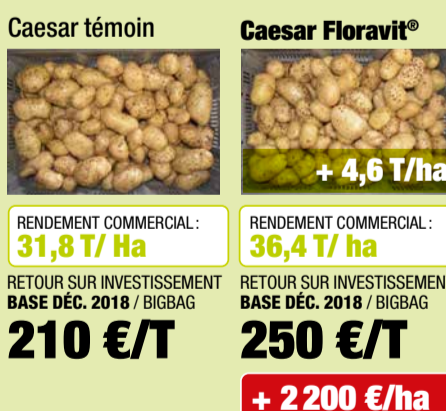 Caesar témoin
RENDEMENT COMMERCIAL :
31,8 T/ Ha
RETOUR SUR INVESTISSEMENT
BASE DÉC. 2018 / BIGBAG
210 €/T
Caesar Floravit®
+ 4,6 T/ha
RENDEMENT COMMERCIAL :
36,4 T/ ha
RETOUR SUR INVESTISSEMEN
BASE DÉC. 2018 / BIGBAG
250 €/T
+ 2 200 €/ha